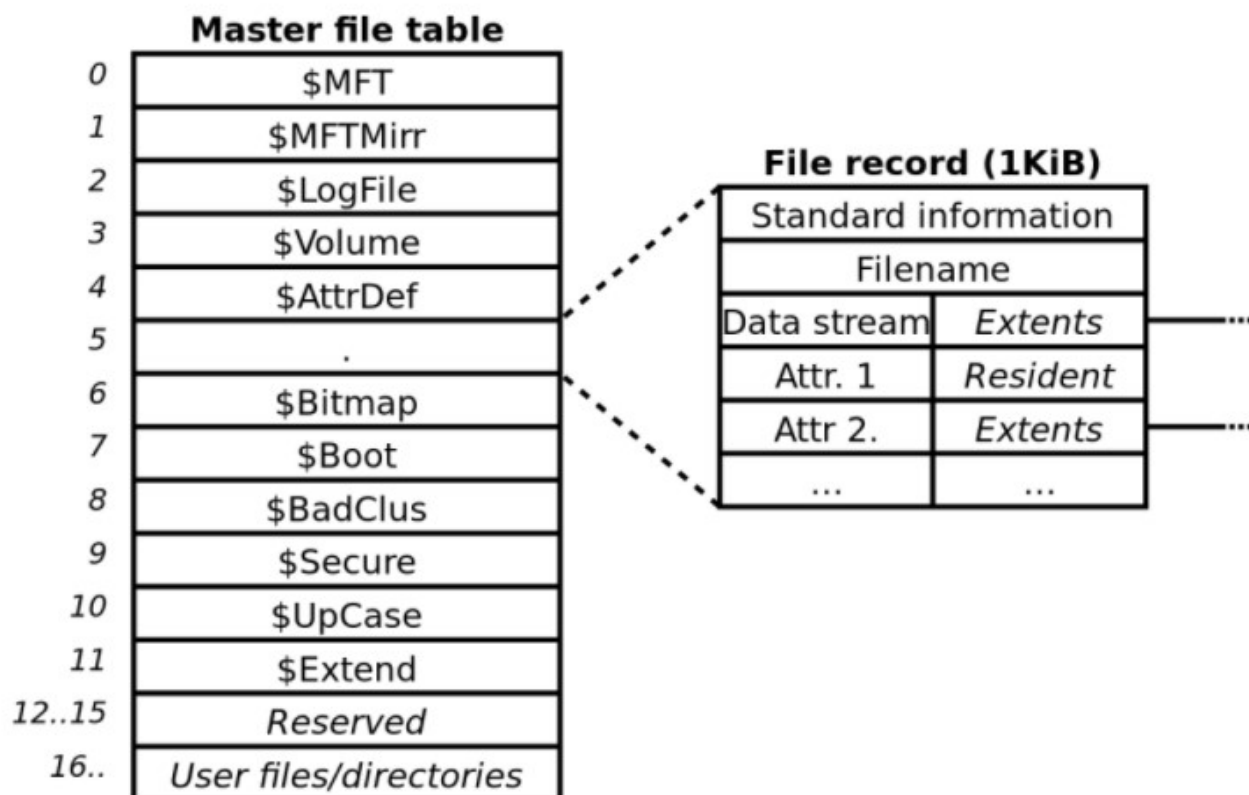 Master file table
0 $MFT
1 $MFTMirr
2 $LogFile
3 $Volume
4 $AttrDef
5 .
6 $Bitmap
7 $Boot
8 $BadClus
9 $Secure
10 $UpCase
11 $Extend
12..15 Reserved
16.. User files/directories
File record (1KiB)
Standard information
Filename
Data stream Extents
Attr. 1 Resident
Attr 2. Extents
... ...